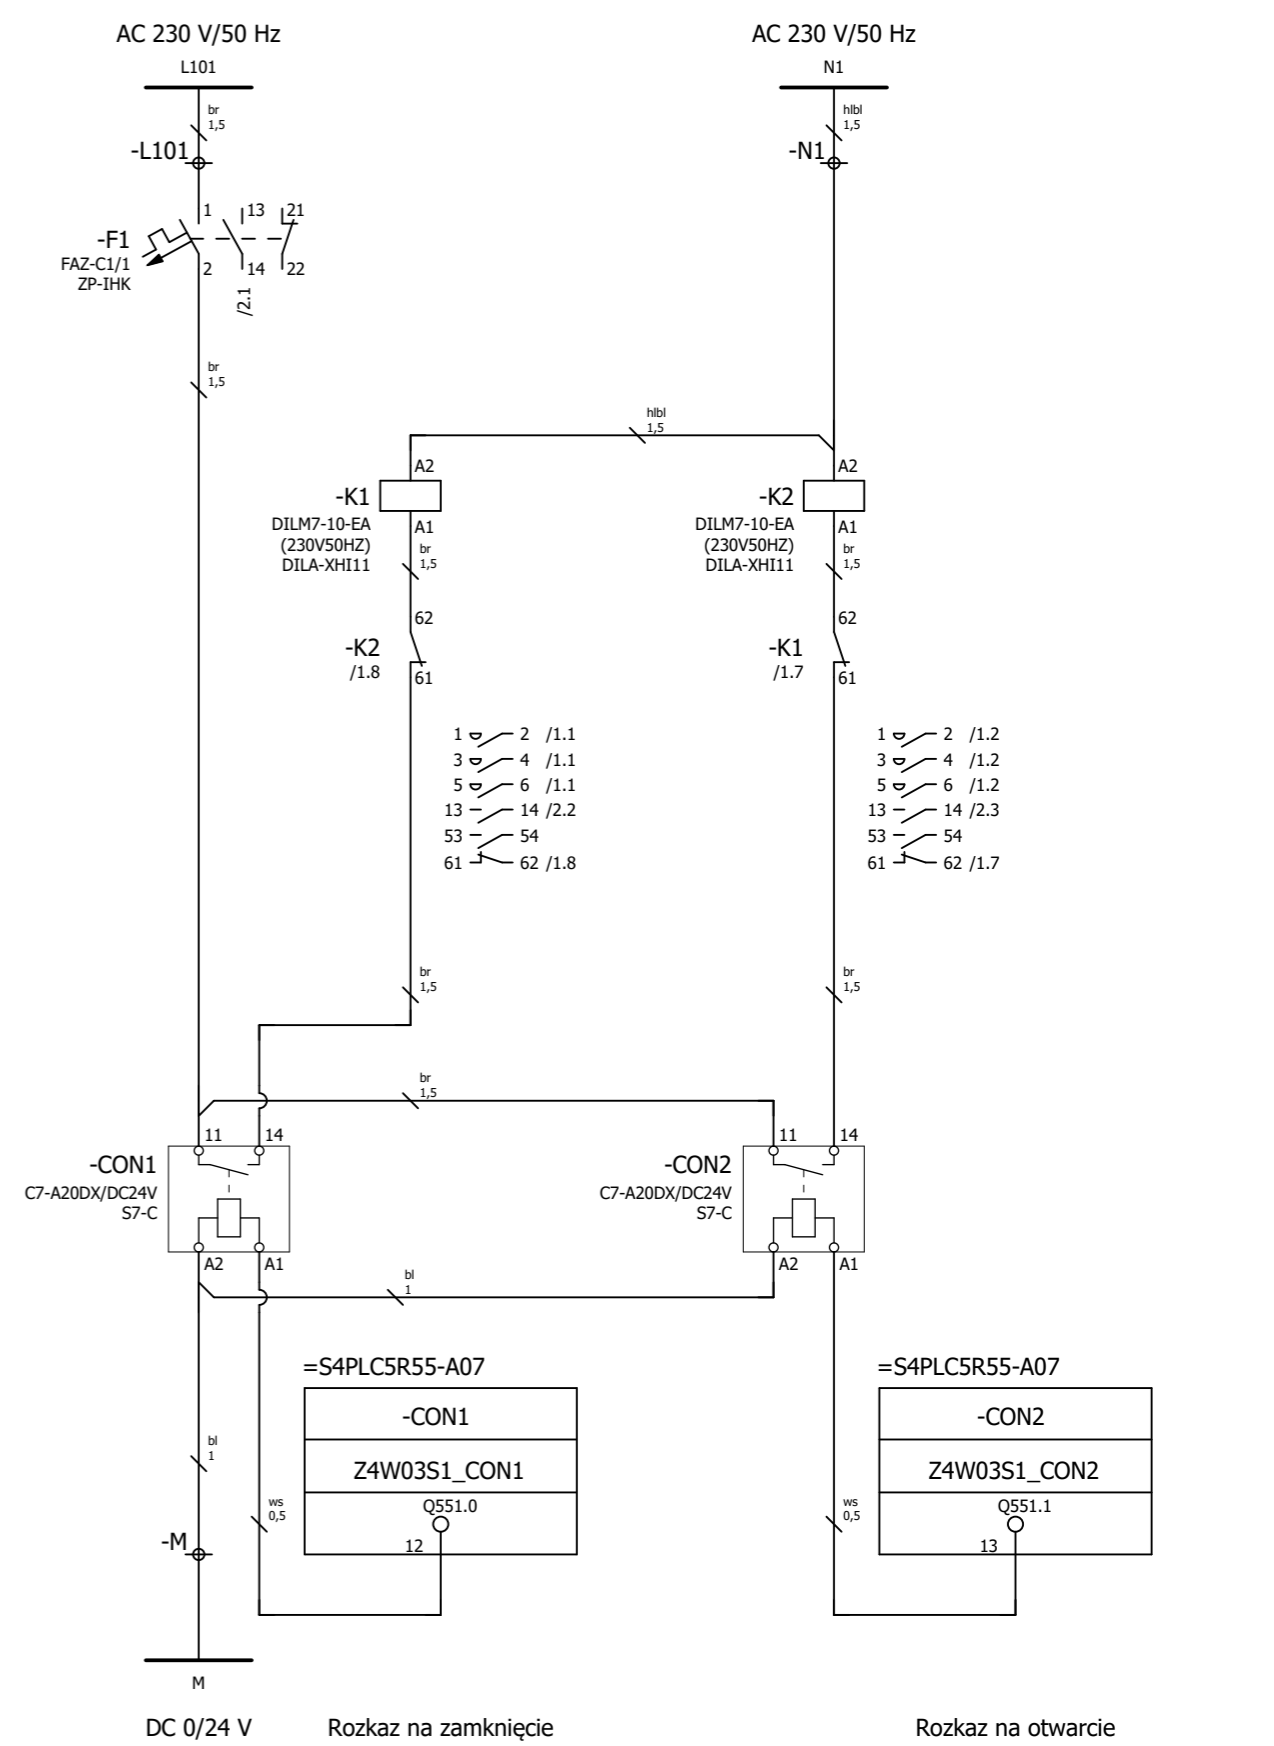 AC 230 V/50 Hz
L101
br
1,5
-L101
1
13
21
-F1
FAZ-C1/1
ZP-IHK
2
14
22
/2.1
br
1,5
AC 230 V/50 Hz
N1
hlbl
1,5
-N1
hlbl
1,5
A2
-K1
DILM7-10-EA
(230V50HZ)
DILA-XHI11
A1
br
1,5
62
-K2
/1.8
61
1 2 /1.1
3 4 /1.1
5 6 /1.1
13 14 /2.2
53 54
61 62 /1.8
br
1,5
A2
-K2
DILM7-10-EA
(230V50HZ)
DILA-XHI11
A1
br
1,5
62
-K1
/1.7
61
1 2 /1.2
3 4 /1.2
5 6 /1.2
13 14 /2.3
53 54
61 62 /1.7
br
1,5
br
1,5
11 14
-CON1
C7-A20DX/DC24V
S7-C
A2 A1
11 14
-CON2
C7-A20DX/DC24V
S7-C
A2 A1
bl
1
=S4PLC5R55-A07
-CON1
Z4W03S1_CON1
Q551.0
12
=S4PLC5R55-A07
-CON2
Z4W03S1_CON2
Q551.1
13
bl
1
ws
0,5
ws
0,5
-M
M
DC 0/24 V
Rozkaz na zamknięcie
Rozkaz na otwarcie